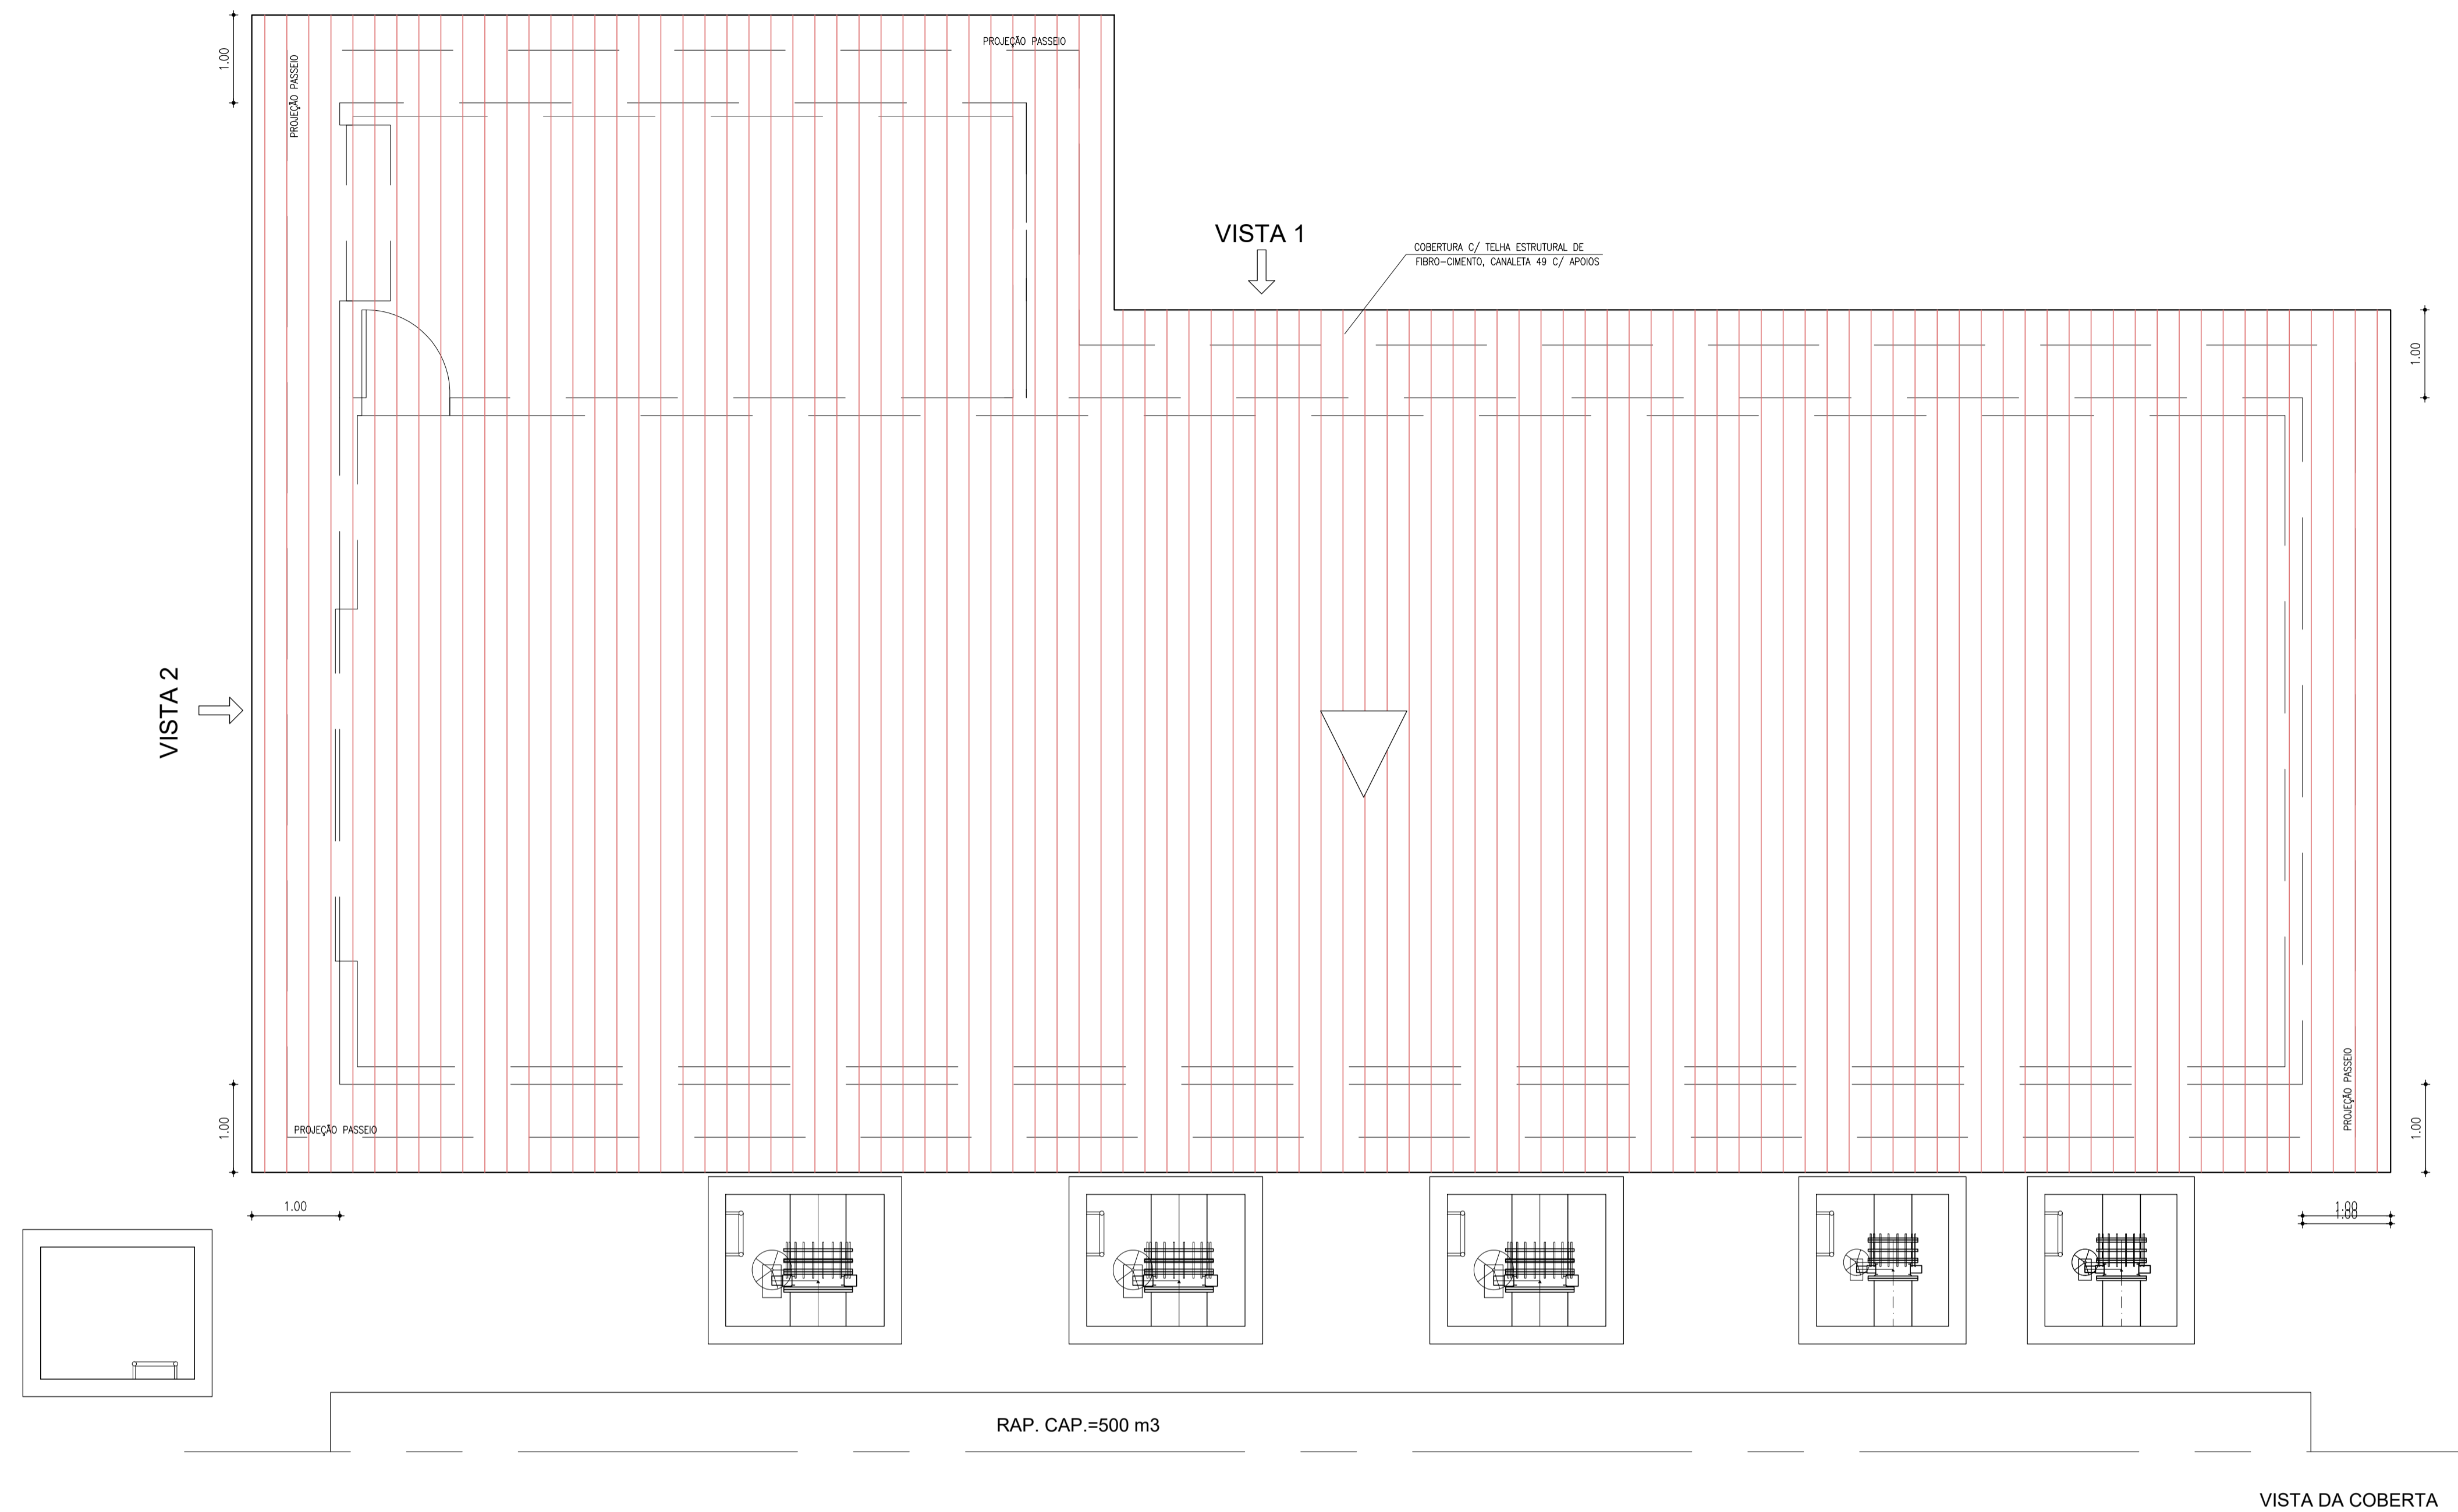 PROJEÇÃO PASSEIO
1.00
PROJEÇÃO PASSEIO
VISTA 1
COBERTURA C/ TELHA ESTRUTURAL DE
FIBRO-CIMENTO, CANALETA 49 C/ APOIOS
1.00
VISTA 2
PROJEÇÃO PASSEIO
1.00
PROJEÇÃO PASSEIO
1.00
1.00
1.00
1.00
RAP. CAP.=500 m3
VISTA DA COBERTA